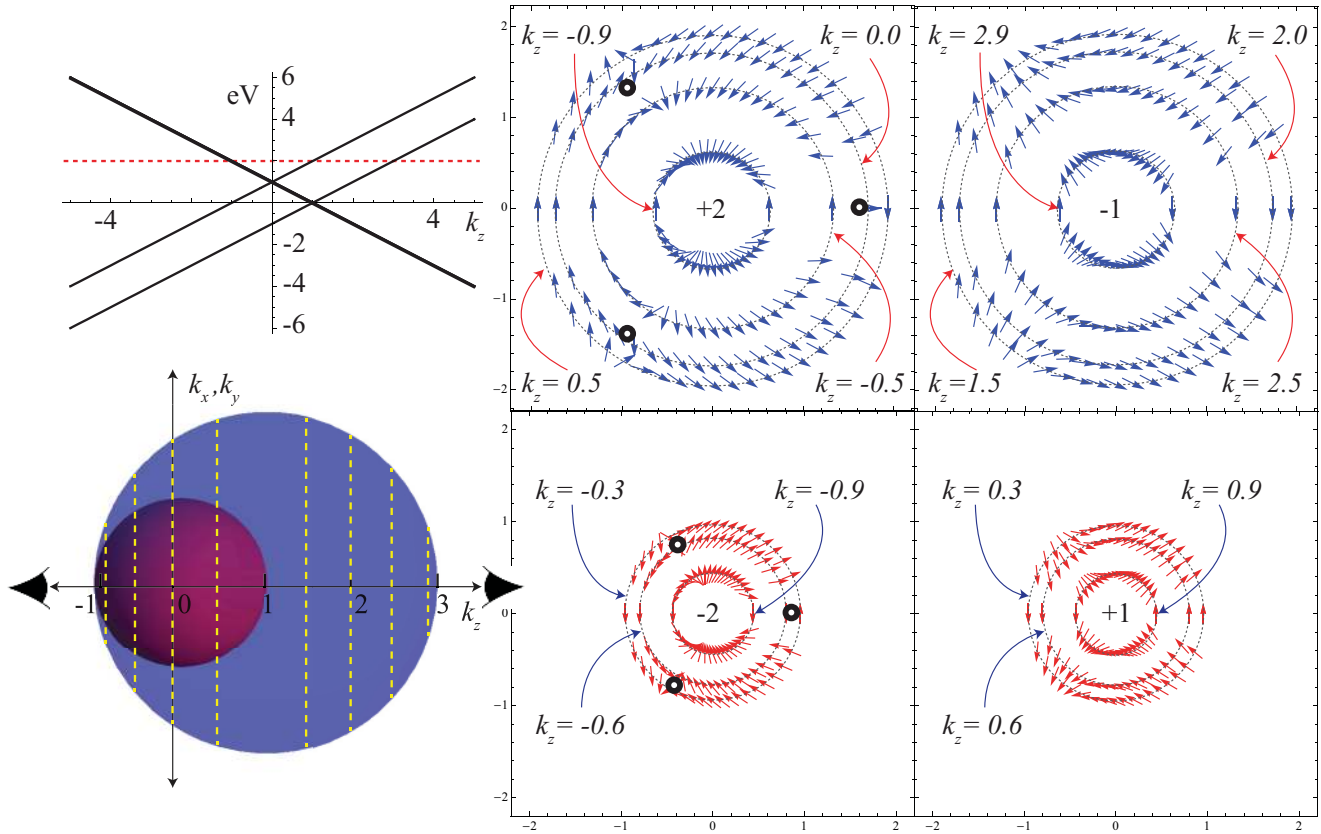 6
eV
4
-4
4
k_z
-2
-4
-6
k_x, k_y
-1
0
1
2
3
k_z
k_z = -0.9
k_z = 0.0
+2
k_z = 0.5
k_z = -0.5
2
1
0
−1
−2
k_z = 2.9
k_z = 2.0
-1
k_z = 1.5
k_z = 2.5
k_z = -0.3
k_z = -0.9
-2
k_z = -0.6
2
1
0
−1
−2
−2
−1
0
1
2
k_z = 0.3
k_z = 0.9
+1
k_z = 0.6
−2
−1
0
1
2